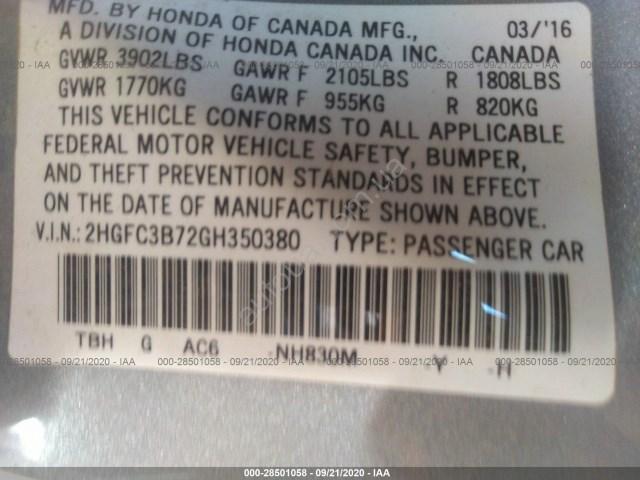 MFD. BY HONDA OF CANADA MFG., 03/'16
A DIVISION OF HONDA CANADA INC. CANADA
GVWR 3902LBS GAWR F 2105LBS R 1808LBS
GVWR 1770KG GAWR F 955KG R 820KG
THIS VEHICLE CONFORMS TO ALL APPLICABLE
FEDERAL MOTOR VEHICLE SAFETY, BUMPER,
AND THEFT PREVENTION STANDARDS IN EFFECT
ON THE DATE OF MANUFACTURE SHOWN ABOVE.
V.I.N.: 2HGFC3B72GH350380 TYPE: PASSENGER CAR
TBH G AC6 NH830M Y H
000-28501058 - 09/21/2020 - IAA